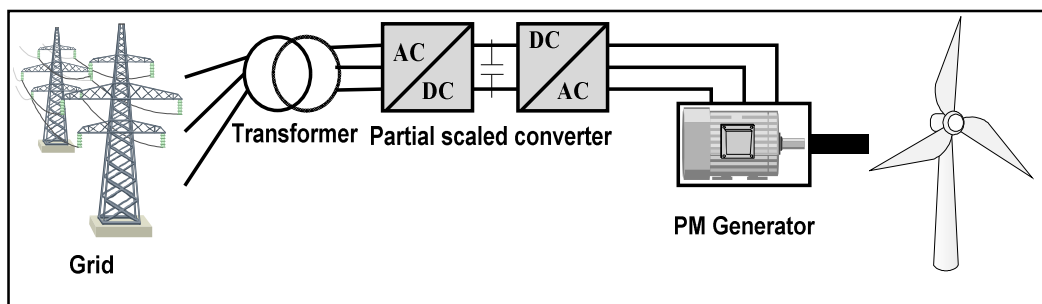 AC
DC
DC
AC
Transformer
Partial scaled converter
PM Generator
Grid